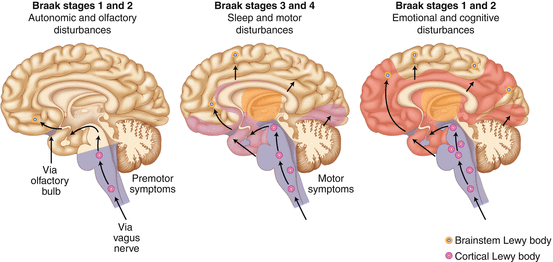 Braak stages 1 and 2
Autonomic and olfactory
disturbances
Braak stages 3 and 4
Sleep and motor
disturbances
Braak stages 1 and 2
Emotional and cognitive
disturbances
Via
olfactory
bulb
Premotor
symptoms
Via
vagus
nerve
Motor
symptoms
Brainstem Lewy body
Cortical Lewy body